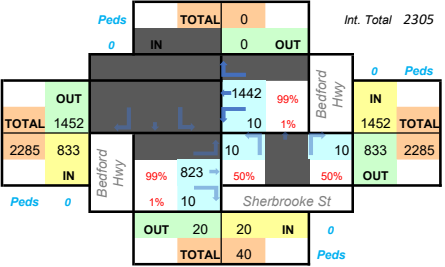 Peds TOTAL 0 Int. Total 2305
0 IN 0 OUT
0 Peds
OUT 1442 99% Bedford Hwy IN
TOTAL 1452 10 1% 1452 TOTAL
2285 833 Bedford Hwy 10 10 833 2285
IN 99% 823 50% 50% OUT
Peds 0 1% 10 Sherbrooke St
OUT 20 20 IN 0
TOTAL 40 Peds